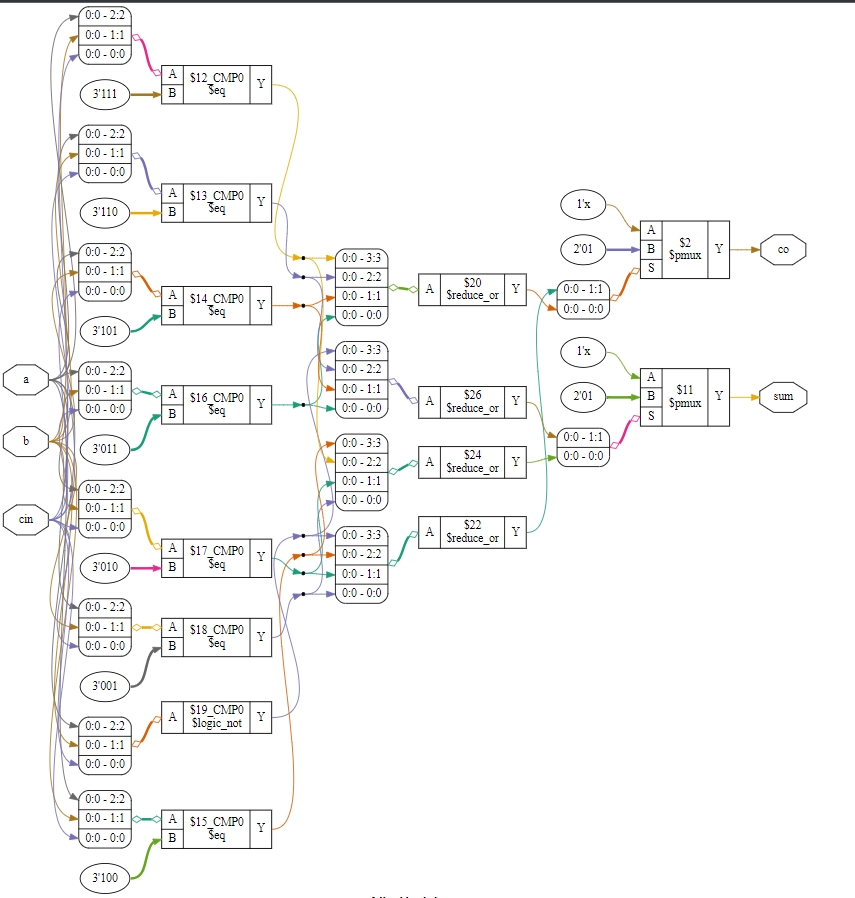 0:0 - 2:2
0:0 - 1:1
0:0 - 0:0
A
B
$12_CMP0
$eq
Y
3'111
0:0 - 2:2
0:0 - 1:1
0:0 - 0:0
A
B
$13_CMP0
$eq
Y
3'110
0:0 - 2:2
0:0 - 1:1
0:0 - 0:0
A
B
$14_CMP0
$eq
Y
3'101
a
0:0 - 2:2
0:0 - 1:1
0:0 - 0:0
A
B
$16_CMP0
$eq
Y
3'011
b
0:0 - 2:2
0:0 - 1:1
0:0 - 0:0
cin
A
B
$17_CMP0
$eq
Y
3'010
0:0 - 2:2
0:0 - 1:1
0:0 - 0:0
A
B
$18_CMP0
$eq
Y
3'001
A
$19_CMP0
$logic_not
Y
0:0 - 2:2
0:0 - 1:1
0:0 - 0:0
0:0 - 2:2
0:0 - 1:1
0:0 - 0:0
A
B
$15_CMP0
$eq
Y
3'100
0:0 - 3:3
0:0 - 2:2
0:0 - 1:1
0:0 - 0:0
A
$20
$reduce_or
Y
0:0 - 3:3
0:0 - 2:2
0:0 - 1:1
0:0 - 0:0
A
$26
$reduce_or
Y
0:0 - 3:3
0:0 - 2:2
0:0 - 1:1
0:0 - 0:0
A
$24
$reduce_or
Y
0:0 - 3:3
0:0 - 2:2
0:0 - 1:1
0:0 - 0:0
A
$22
$reduce_or
Y
1'x
2'01
0:0 - 1:1
0:0 - 0:0
A
B
S
$2
$pmux
Y
co
1'x
2'01
0:0 - 1:1
0:0 - 0:0
A
B
S
$11
$pmux
Y
sum